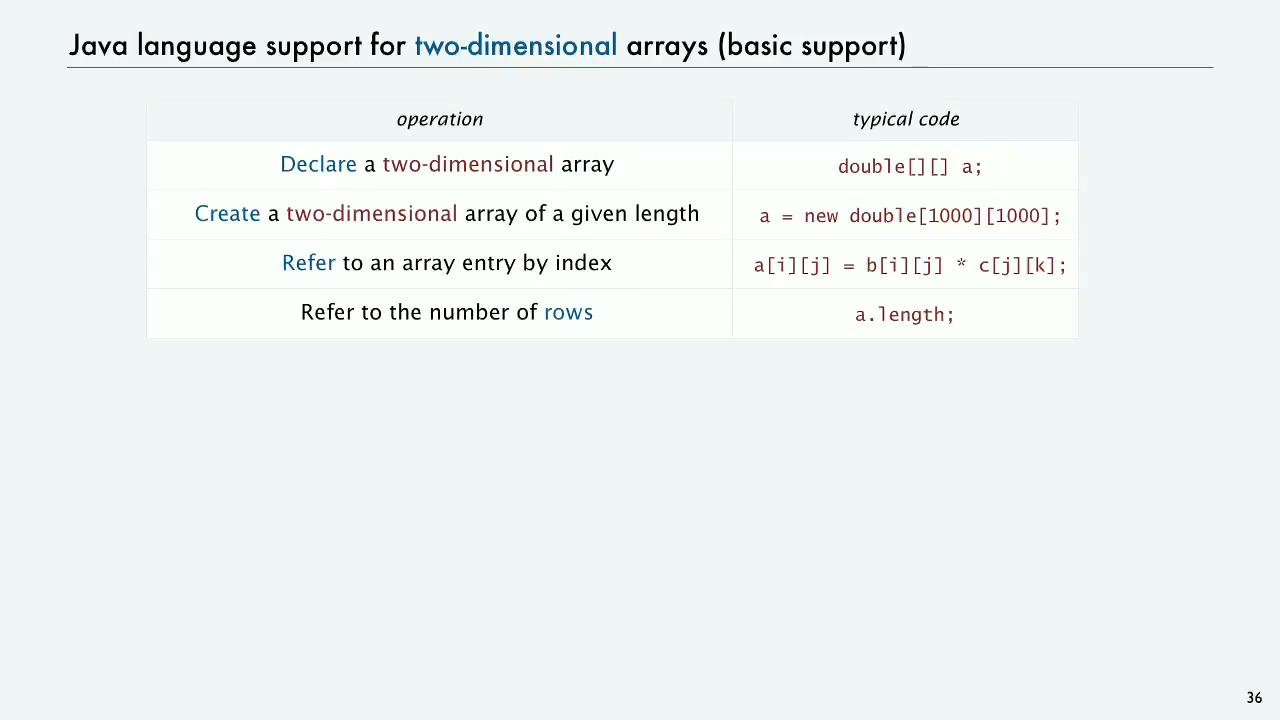 Java language support for two-dimensional arrays (basic support)
operation
typical code
Declare a two-dimensional array
double[][] a;
Create a two-dimensional array of a given length
a = new double[1000][1000];
Refer to an array entry by index
a[i][j] = b[i][j] * c[j][k];
Refer to the number of rows
a.length;
36